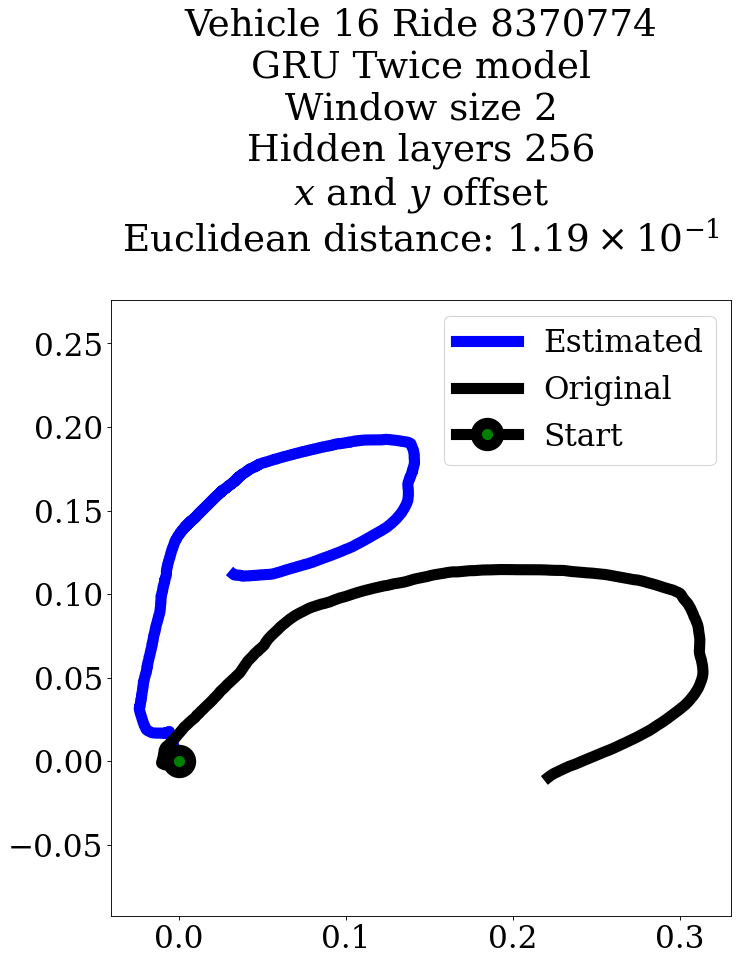 Vehicle 16 Ride 8370774
GRU Twice model
Window size 2
Hidden layers 256
x and y offset
Euclidean distance: 1.19 × 10⁻¹
Estimated
Original
Start
0.25
0.20
0.15
0.10
0.05
0.00
−0.05
0.0 0.1 0.2 0.3